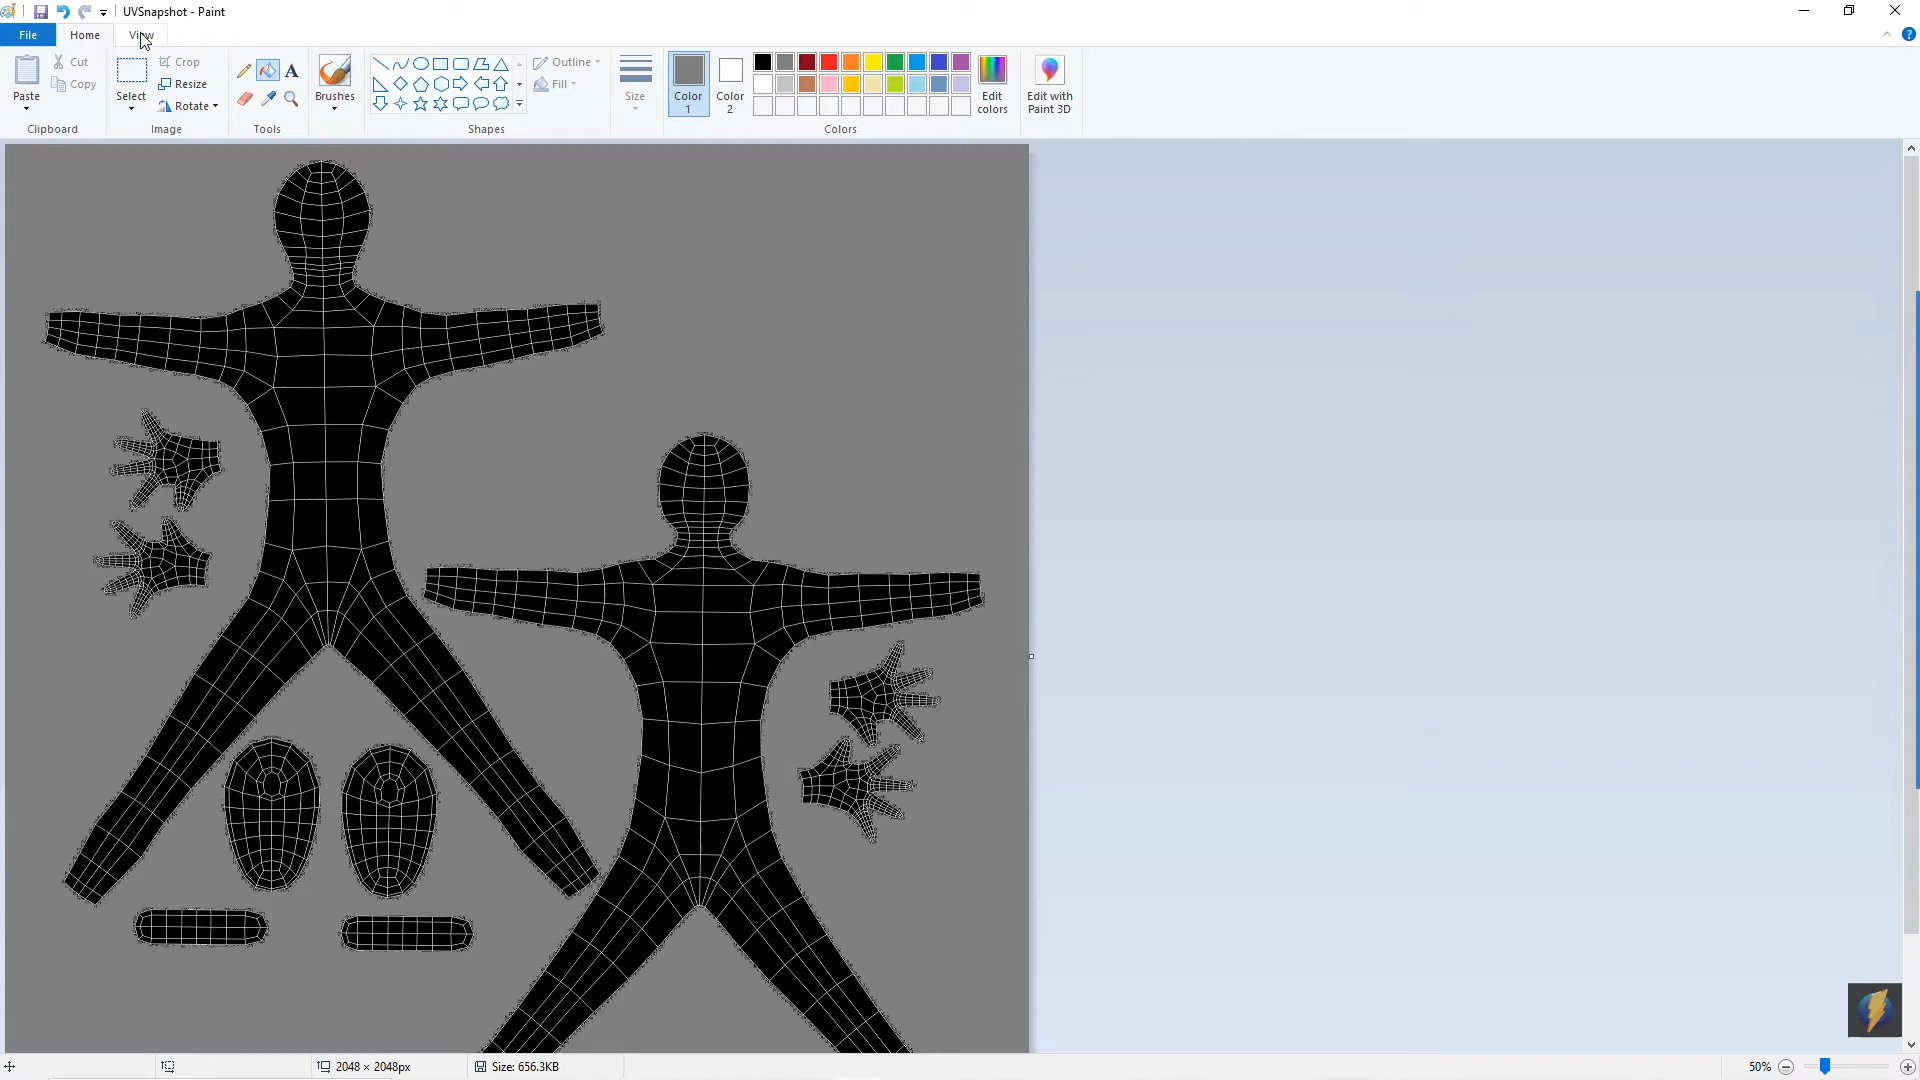 UVSnapshot - Paint
File Home View
Paste
Cut
Copy
Clipboard
Select
Crop
Resize
Rotate
Image
A
Tools
Brushes
Shapes
Outline
Fill
Size
Color 1
Color 2
Edit colors
Colors
Edit with Paint 3D
?
2048 × 2048px
Size: 656.3KB
50%